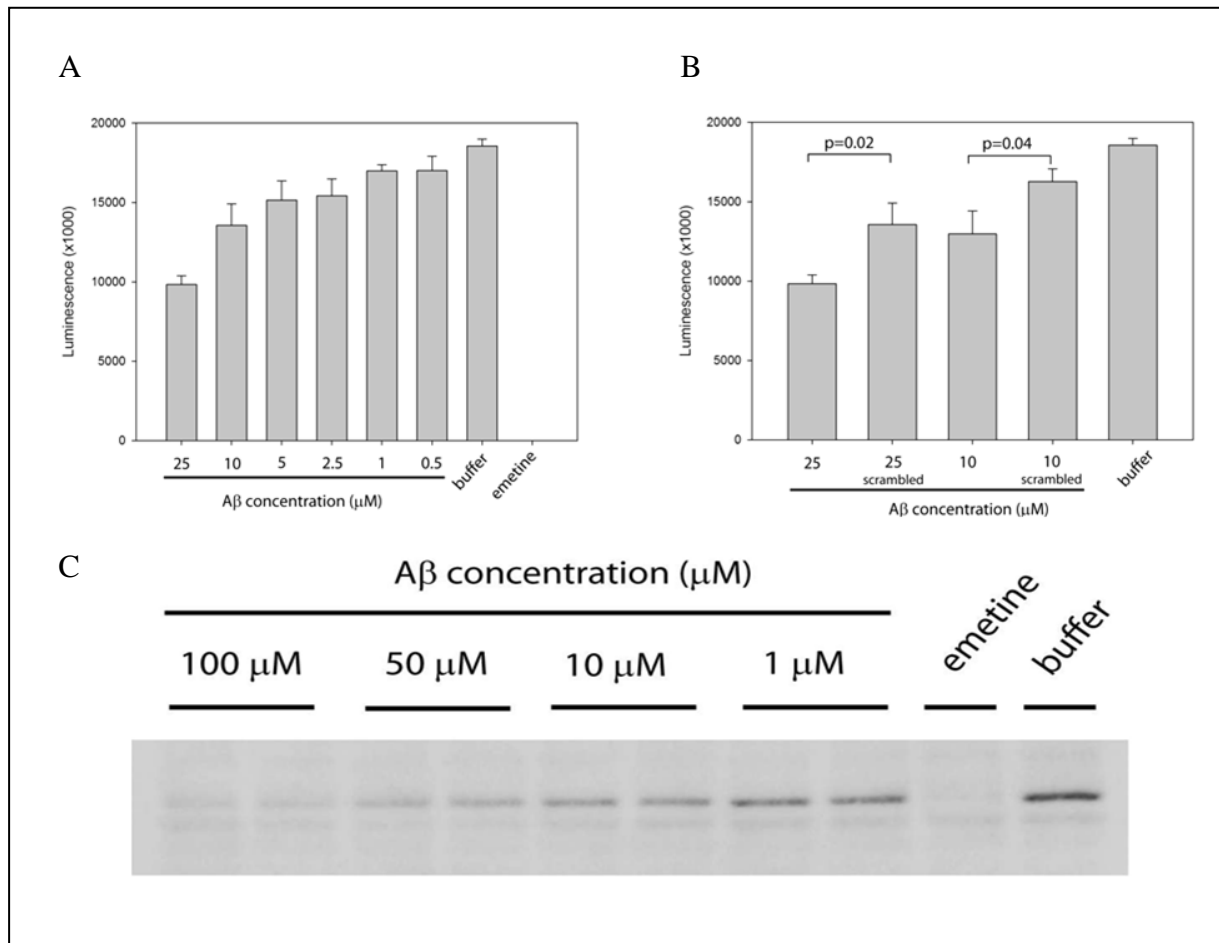 A
B
20000
15000
10000
5000
0
Luminescence (x1000)
25 10 5 2.5 1 0.5 buffer emetine
Aβ concentration (μM)
20000
15000
10000
5000
0
Luminescence (x1000)
p=0.02
p=0.04
25 25 10 10 buffer
scrambled scrambled
Aβ concentration (μM)
C
Aβ concentration (μM)
100 μM 50 μM 10 μM 1 μM emetine buffer